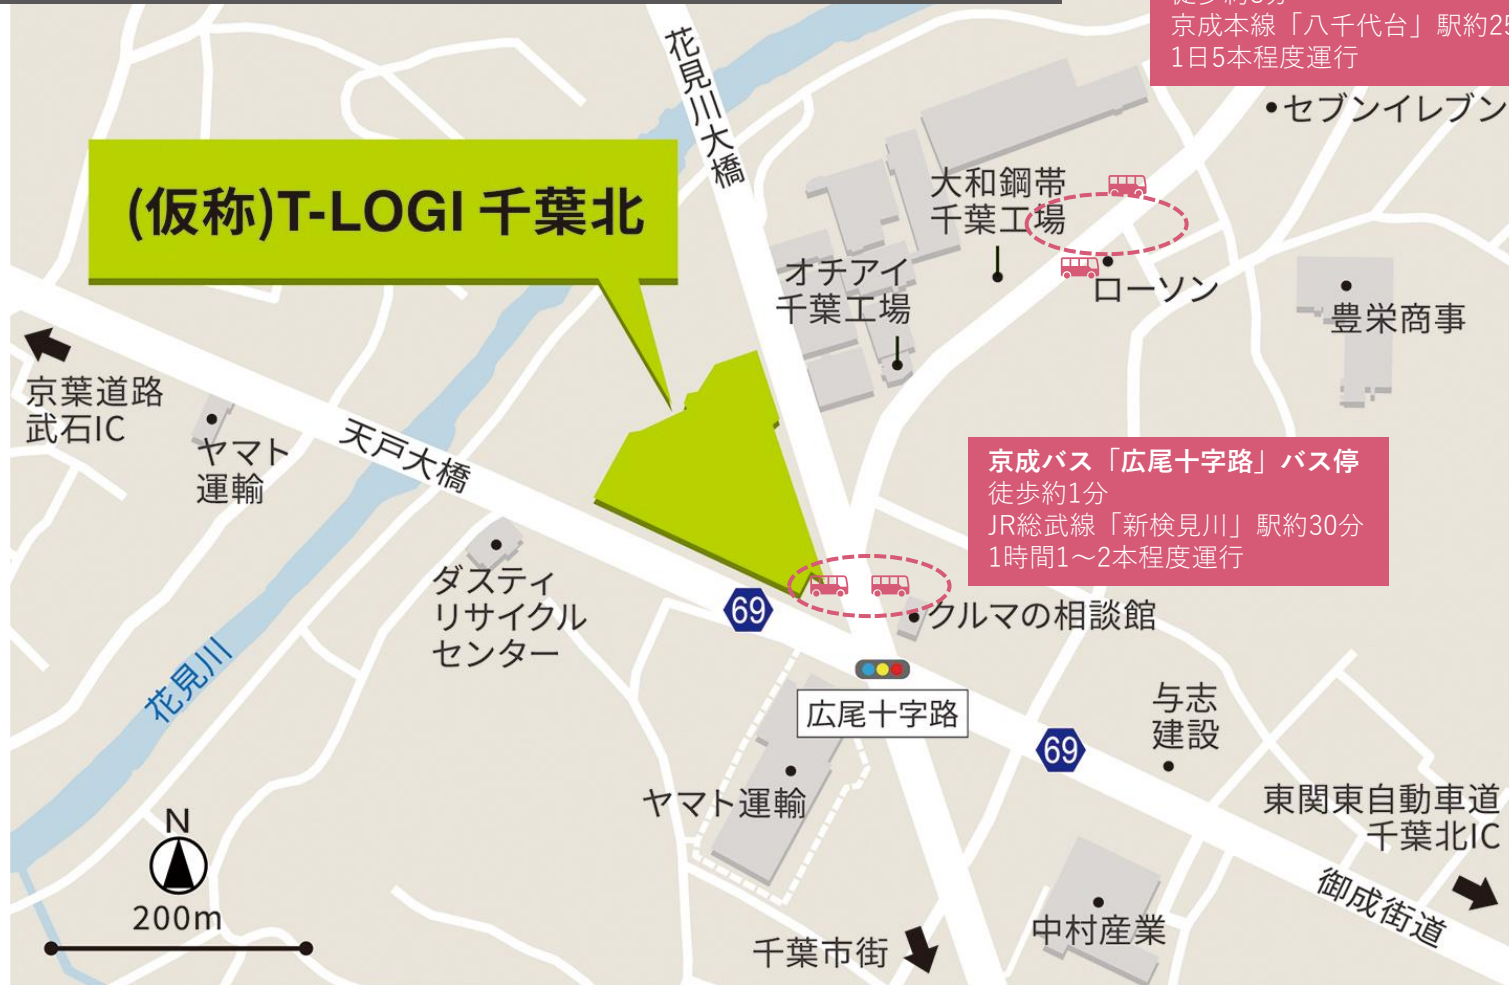 京成本線「八千代台」駅約25
1日5本程度運行
セブンイレブン
花見川大橋
(仮称)T-LOGI 千葉北
大和鋼帯
千葉工場
オチアイ
千葉工場
ローソン
豊栄商事
京葉道路
武石IC
ヤマト
運輸
天戸大橋
京成バス「広尾十字路」バス停
徒歩約1分
JR総武線「新検見川」駅約30分
1時間1〜2本程度運行
ダスティ
リサイクル
センター
69
クルマの相談館
花見川
広尾十字路
与志
建設
69
ヤマト運輸
東関東自動車道
千葉北IC
N
200m
御成街道
中村産業
千葉市街